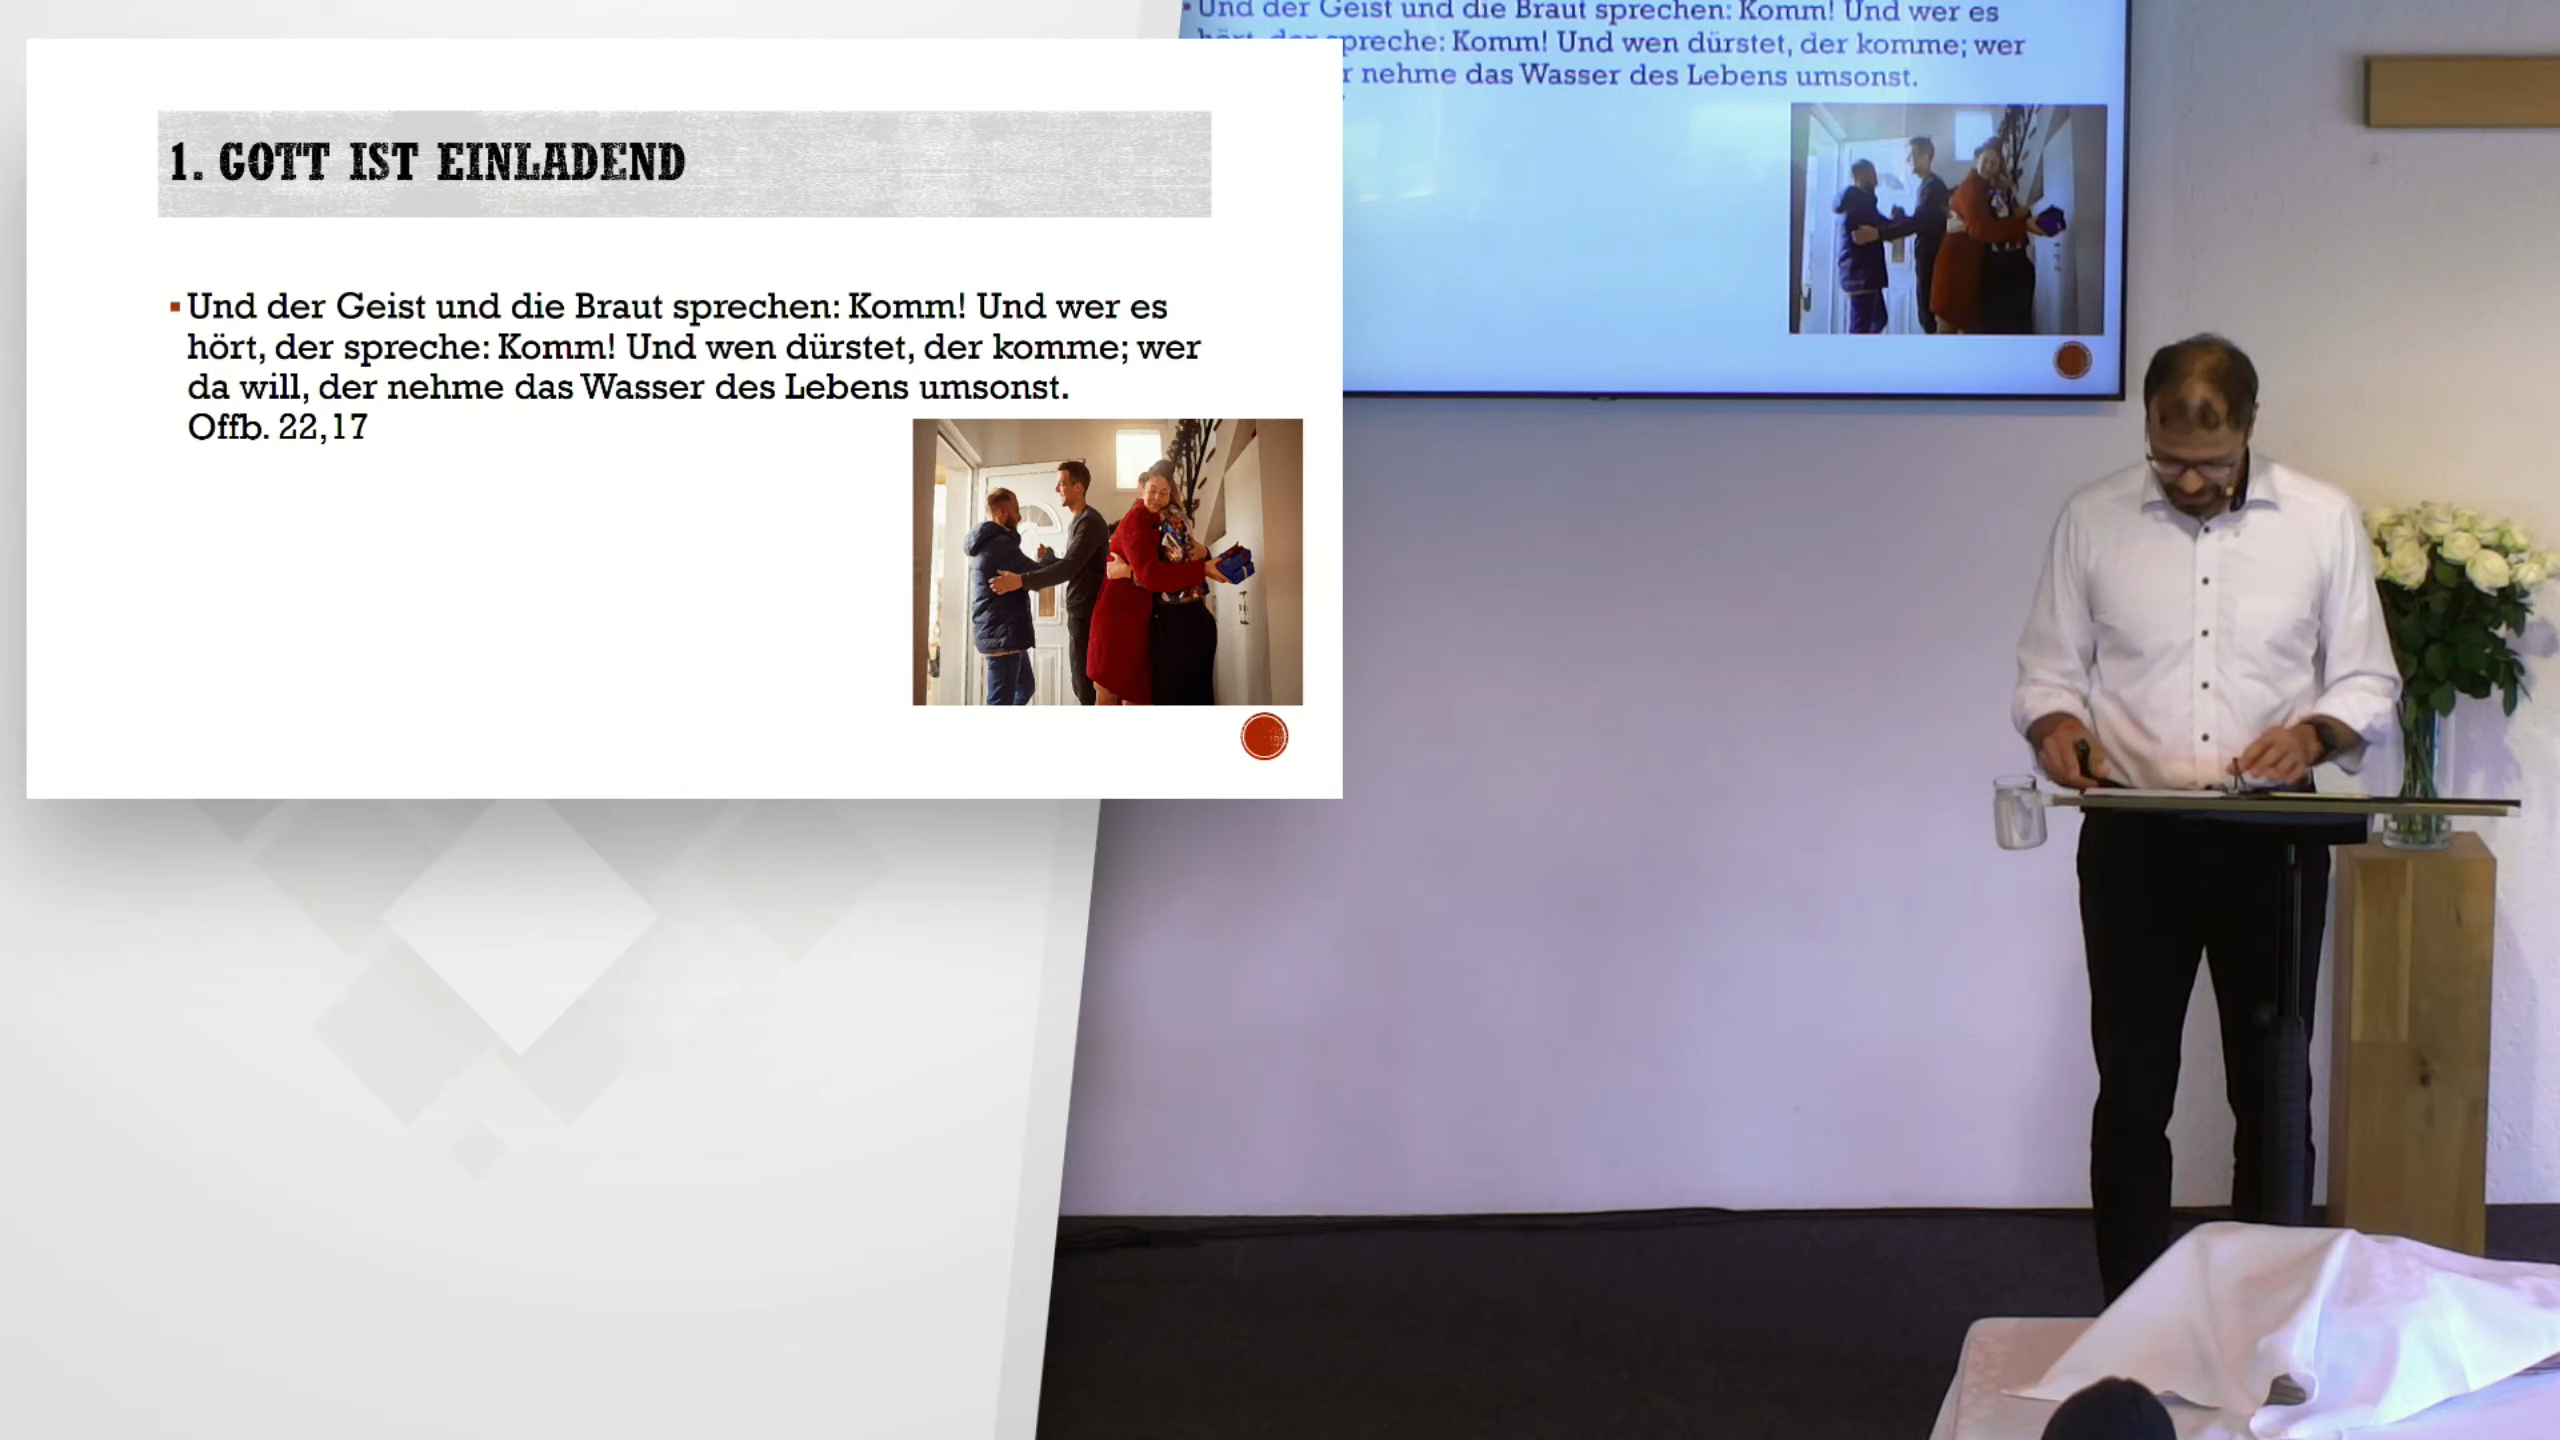 1. GOTT IST EINLADEND
▪ Und der Geist und die Braut sprechen: Komm! Und wer es
hört, der spreche: Komm! Und wen dürstet, der komme; wer
da will, der nehme das Wasser des Lebens umsonst.
Offb. 22,17
▪ Und der Geist und die Braut sprechen: Komm! Und wer es
hört, der spreche: Komm! Und wen dürstet, der komme; wer
nehme das Wasser des Lebens umsonst.